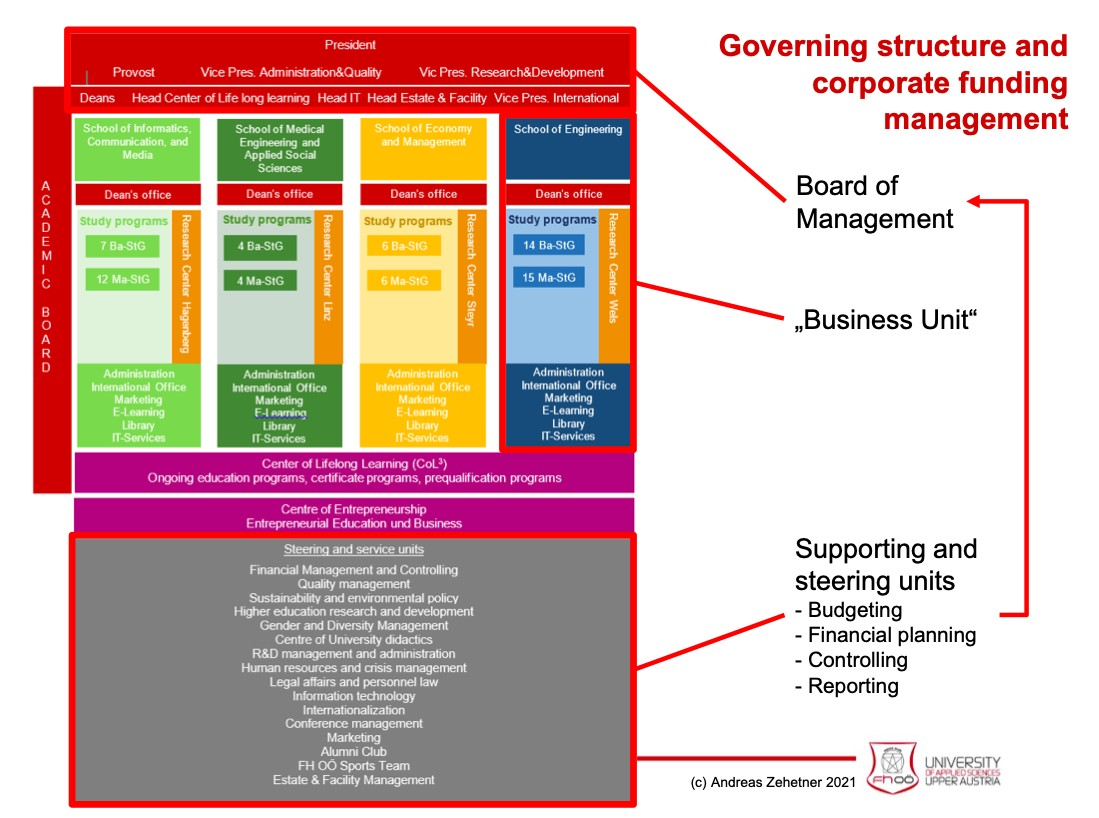 Governing structure and
corporate funding
management
President
Provost Vice Pres. Administration&Quality Vic Pres. Research&Development
Deans Head Center of Life long learning Head IT Head Estate & Facility Vice Pres. International
ACADEMIC BOARD
School of Informatics,
Communication, and
Media
Dean's office
Study programs
7 Ba-StG
12 Ma-StG
Research Center Hagenberg
Administration
International Office
Marketing
E-Learning
Library
IT-Services
School of Medical
Engineering and
Applied Social
Sciences
Dean's office
Study programs
4 Ba-StG
4 Ma-StG
Research Center Linz
Administration
International Office
Marketing
E-Learning
Library
IT-Services
School of Economy
and Management
Dean's office
Study programs
6 Ba-StG
6 Ma-StG
Research Center Steyr
Administration
International Office
Marketing
E-Learning
Library
IT-Services
School of Engineering
Dean's office
Study programs
14 Ba-StG
15 Ma-StG
Research Center Wels
Administration
International Office
Marketing
E-Learning
Library
IT-Services
Center of Lifelong Learning (CoL³)
Ongoing education programs, certificate programs, prequalification programs
Centre of Entrepreneurship
Entrepreneurial Education und Business
Steering and service units
Financial Management and Controlling
Quality management
Sustainability and environmental policy
Higher education research and development
Gender and Diversity Management
Centre of University didactics
R&D management and administration
Human resources and crisis management
Legal affairs and personnel law
Information technology
Internationalization
Conference management
Marketing
Alumni Club
FH OÖ Sports Team
Estate & Facility Management
Board of
Management
„Business Unit“
Supporting and
steering units
- Budgeting
- Financial planning
- Controlling
- Reporting
(c) Andreas Zehetner 2021
FH OÖ
UNIVERSITY
OF APPLIED SCIENCES
UPPER AUSTRIA